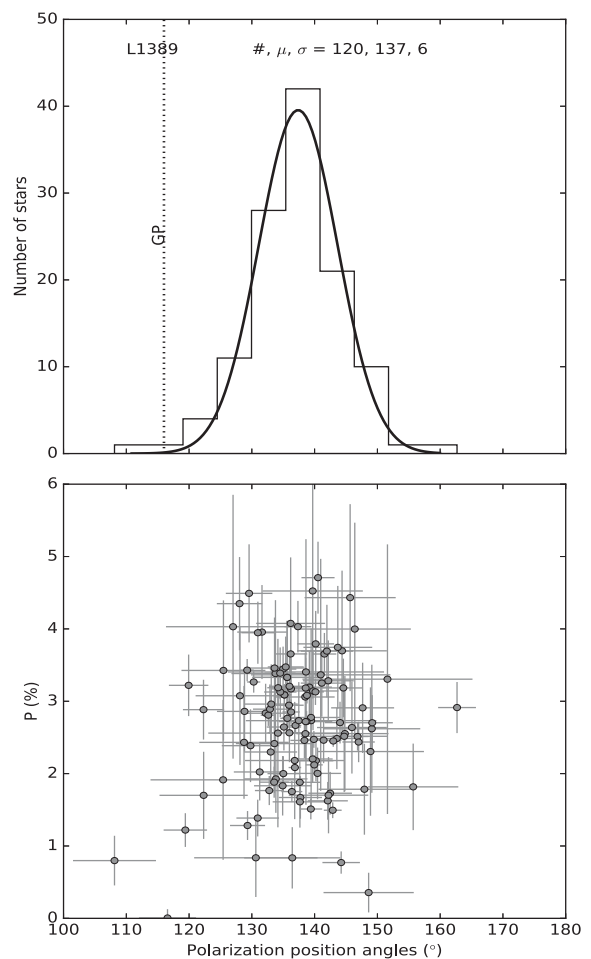 50
L1389
#, μ, σ = 120, 137, 6
40
30
GP
Number of stars
20
10
0
6
5
4
3
P (%)
2
1
0
100 110 120 130 140 150 160 170 180
Polarization position angles (°)